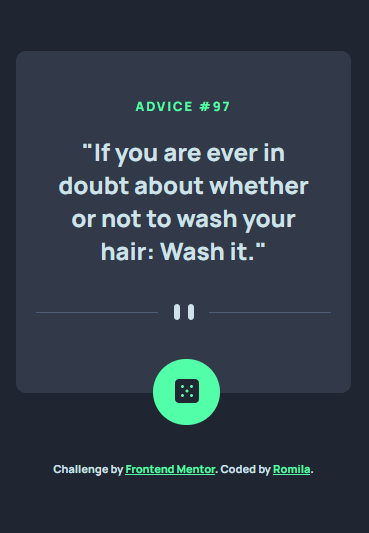 ADVICE #97
"If you are ever in
doubt about whether
or not to wash your
hair: Wash it."
Challenge by Frontend Mentor. Coded by Romila.